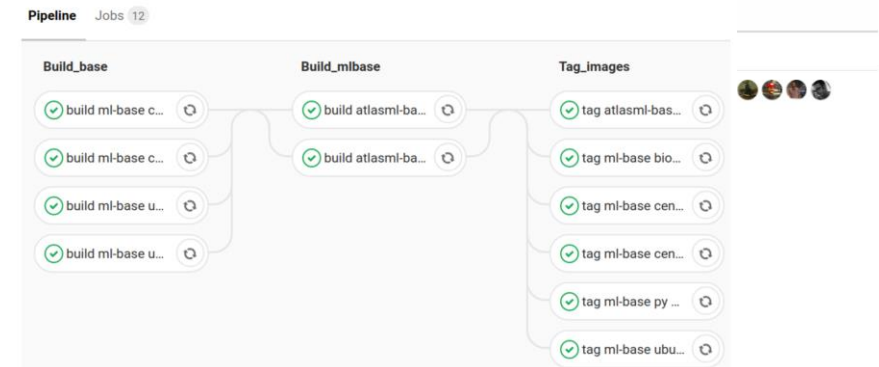 Pipeline Jobs 12
Build_base Build_mlbase Tag_images
build ml-base c... build atlasml-ba... tag atlasml-bas...
build ml-base c... build atlasml-ba... tag ml-base bio...
build ml-base u... tag ml-base cen...
build ml-base u... tag ml-base cen...
tag ml-base py ...
tag ml-base ubu...